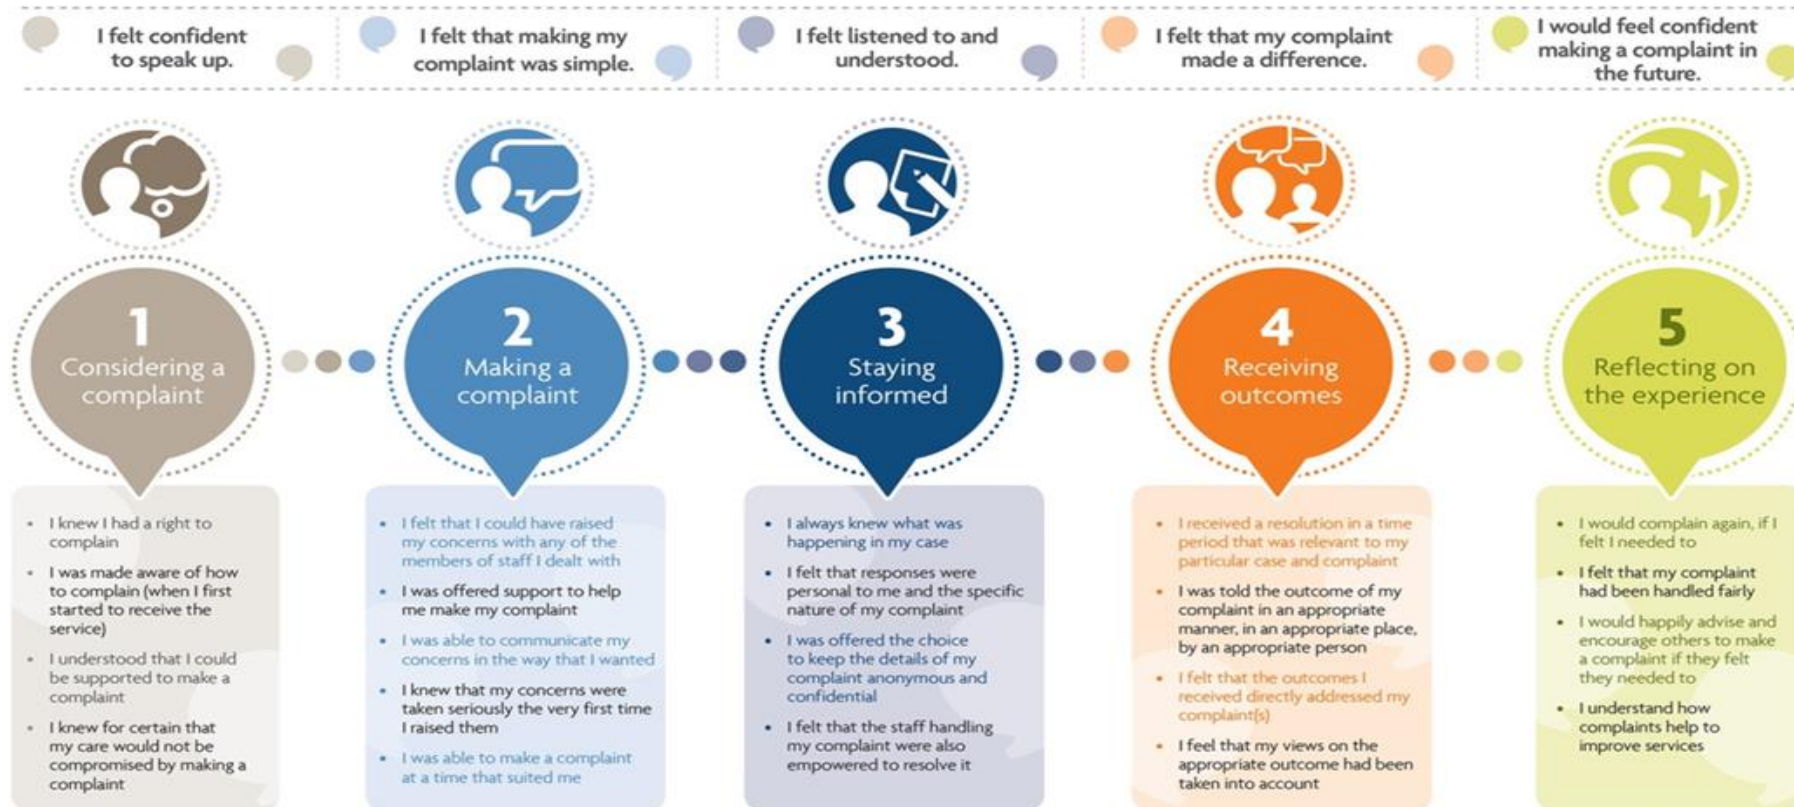 I felt confident
to speak up.
I felt that making my
complaint was simple.
I felt listened to and
understood.
I felt that my complaint
made a difference.
I would feel confident
making a complaint in
the future.
1
Considering a
complaint
2
Making a
complaint
3
Staying
informed
4
Receiving
outcomes
5
Reflecting on
the experience
• I knew I had a right to
complain
• I was made aware of how
to complain (when I first
started to receive the
service)
• I understood that I could
be supported to make a
complaint
• I knew for certain that
my care would not be
compromised by making a
complaint
• I felt that I could have raised
my concerns with any of the
members of staff I dealt with
• I was offered support to help
me make my complaint
• I was able to communicate my
concerns in the way that I wanted
• I knew that my concerns were
taken seriously the very first time
I raised them
• I was able to make a complaint
at a time that suited me
• I always knew what was
happening in my case
• I felt that responses were
personal to me and the specific
nature of my complaint
• I was offered the choice
to keep the details of my
complaint anonymous and
confidential
• I felt that the staff handling
my complaint were also
empowered to resolve it
• I received a resolution in a time
period that was relevant to my
particular case and complaint
• I was told the outcome of my
complaint in an appropriate
manner, in an appropriate place,
by an appropriate person
• I felt that the outcomes I
received directly addressed my
complaint(s)
• I feel that my views on the
appropriate outcome had been
taken into account
• I would complain again, if I
felt I needed to
• I felt that my complaint
had been handled fairly
• I would happily advise and
encourage others to make
a complaint if they felt
they needed to
• I understand how
complaints help to
improve services